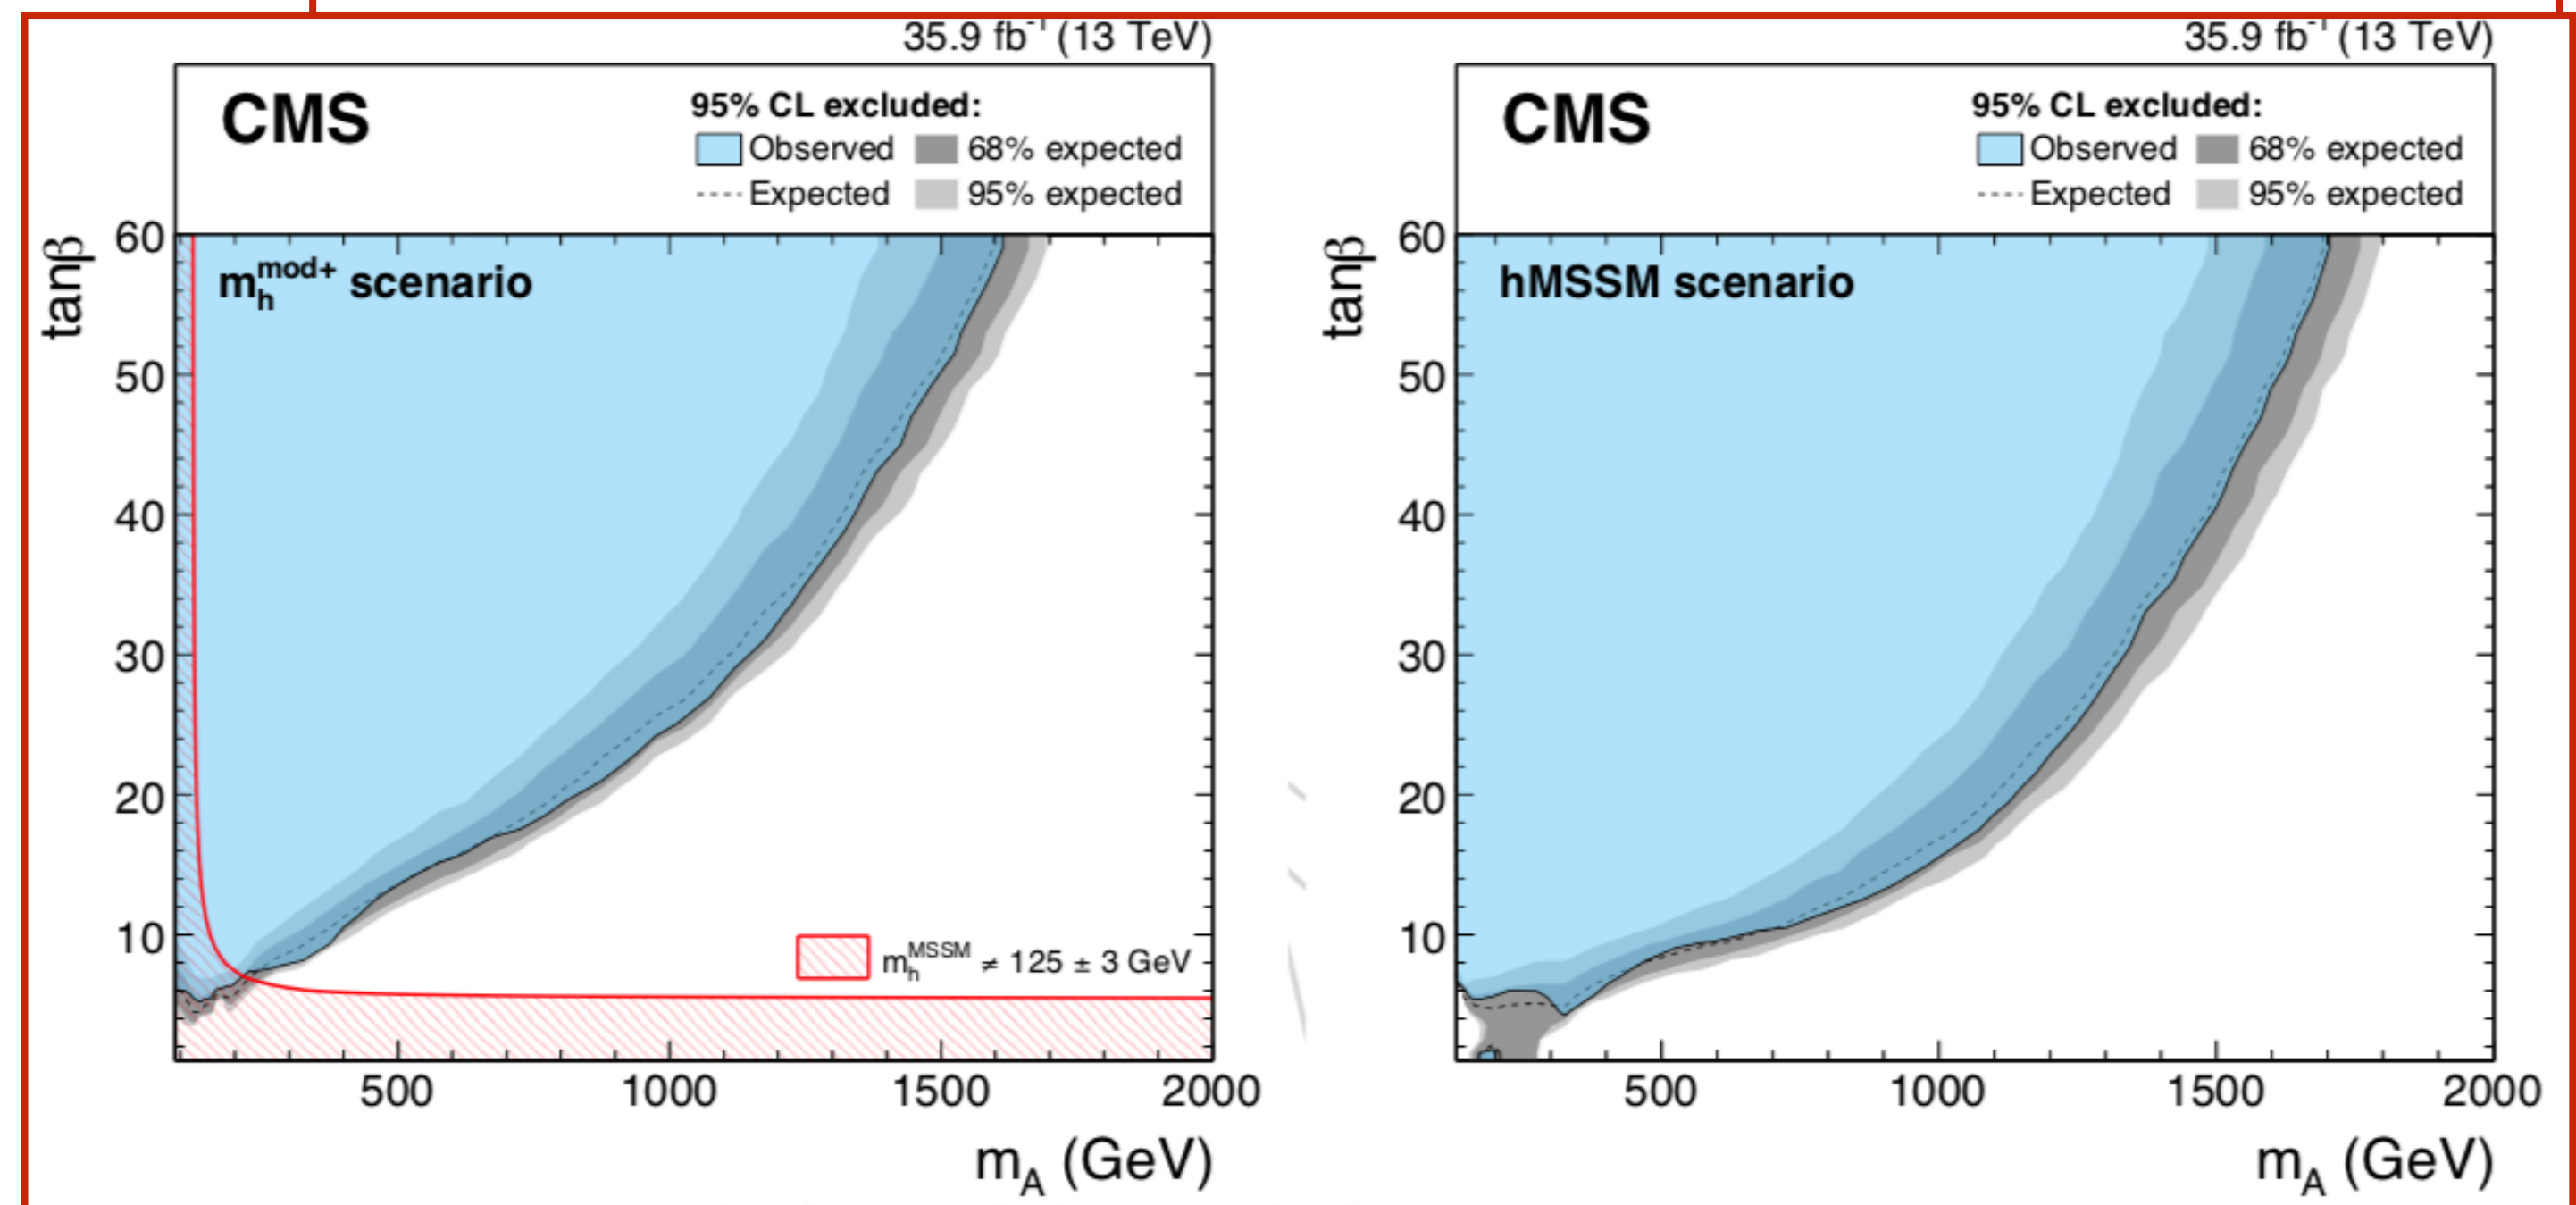 35.9 fb⁻¹ (13 TeV)
CMS
95% CL excluded:
Observed 68% expected
Expected 95% expected
tanβ
60
50
40
30
20
10
m_h^mod+ scenario
m_h^MSSM ≠ 125 ± 3 GeV
500 1000 1500 2000
m_A (GeV)
35.9 fb⁻¹ (13 TeV)
CMS
95% CL excluded:
Observed 68% expected
Expected 95% expected
tanβ
60
50
40
30
20
10
hMSSM scenario
500 1000 1500 2000
m_A (GeV)